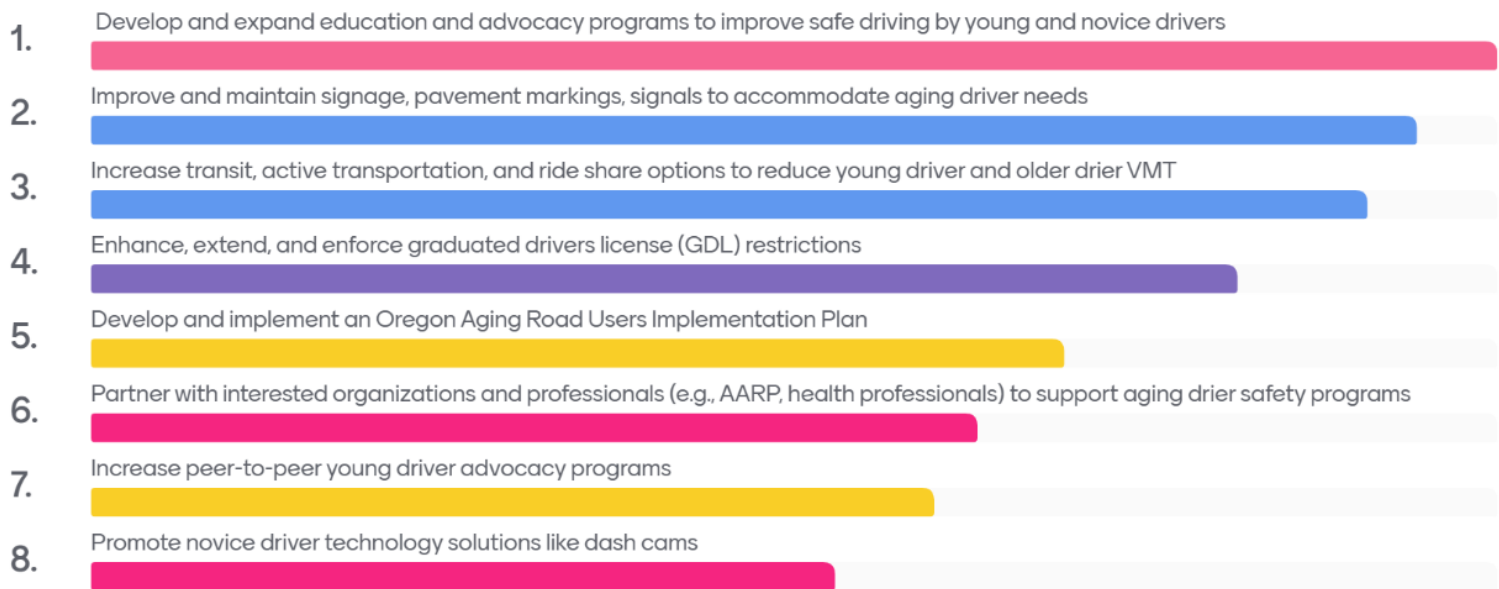 1. Develop and expand education and advocacy programs to improve safe driving by young and novice drivers
2. Improve and maintain signage, pavement markings, signals to accommodate aging driver needs
3. Increase transit, active transportation, and ride share options to reduce young driver and older drier VMT
4. Enhance, extend, and enforce graduated drivers license (GDL) restrictions
5. Develop and implement an Oregon Aging Road Users Implementation Plan
6. Partner with interested organizations and professionals (e.g., AARP, health professionals) to support aging drier safety programs
7. Increase peer-to-peer young driver advocacy programs
8. Promote novice driver technology solutions like dash cams